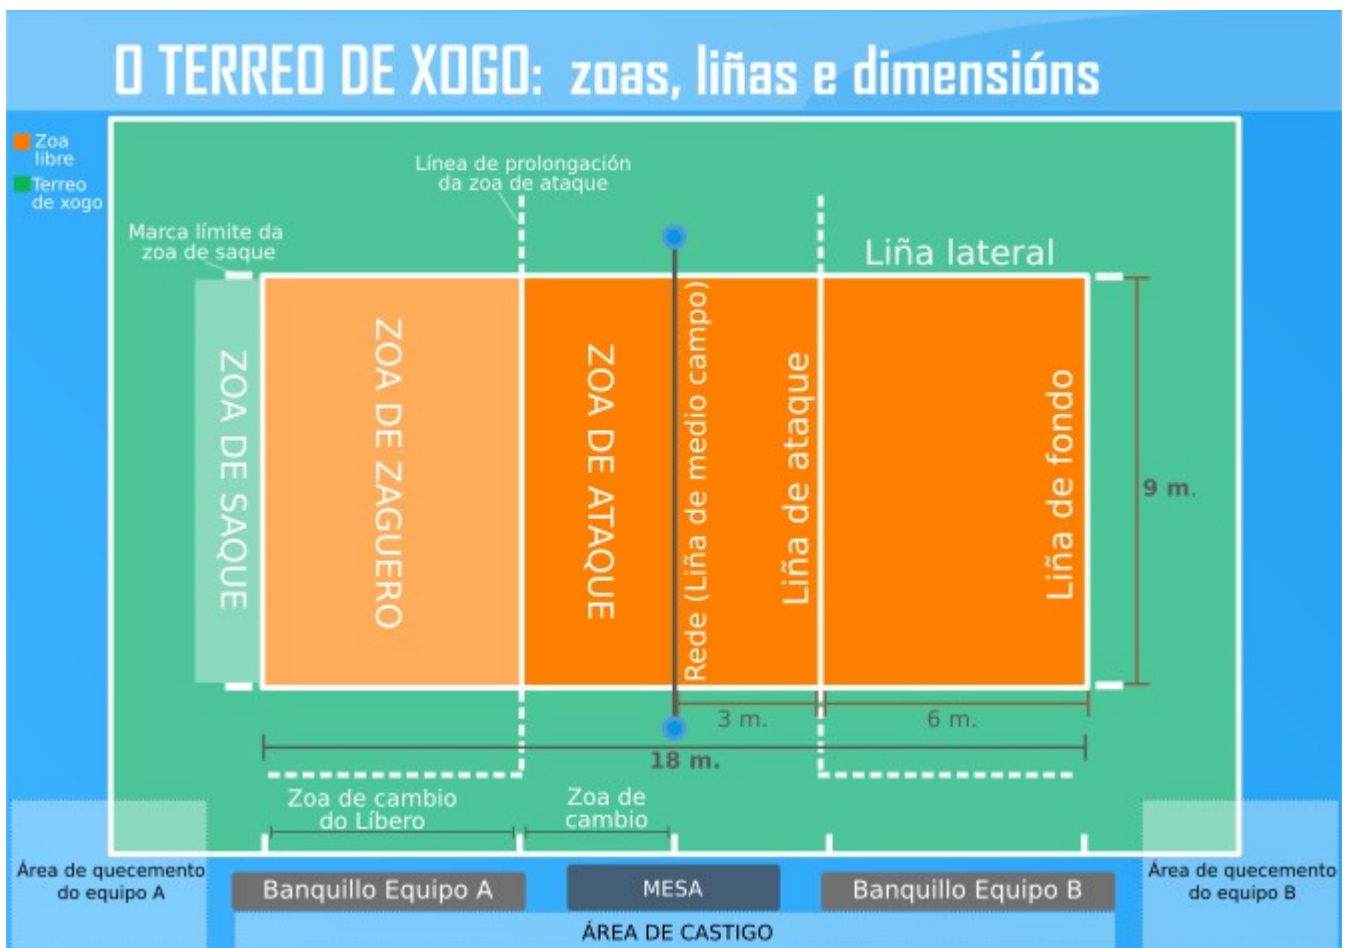 O TERREO DE XOGO: zoas, liñas e dimensións
Zoa
libre
Terreo
de xogo
Línea de prolongación
da zoa de ataque
Marca límite da
zoa de saque
Liña lateral
ZOA DE SAQUE
ZOA DE ZAGUERO
ZOA DE ATAQUE
Rede (Liña de medio campo)
Liña de ataque
Liña de fondo
9 m.
3 m.
6 m.
18 m.
Zoa de cambio
do Líbero
Zoa de
cambio
Área de quecemento
do equipo A
Banquillo Equipo A
MESA
Banquillo Equipo B
Área de quecemento
do equipo B
ÁREA DE CASTIGO